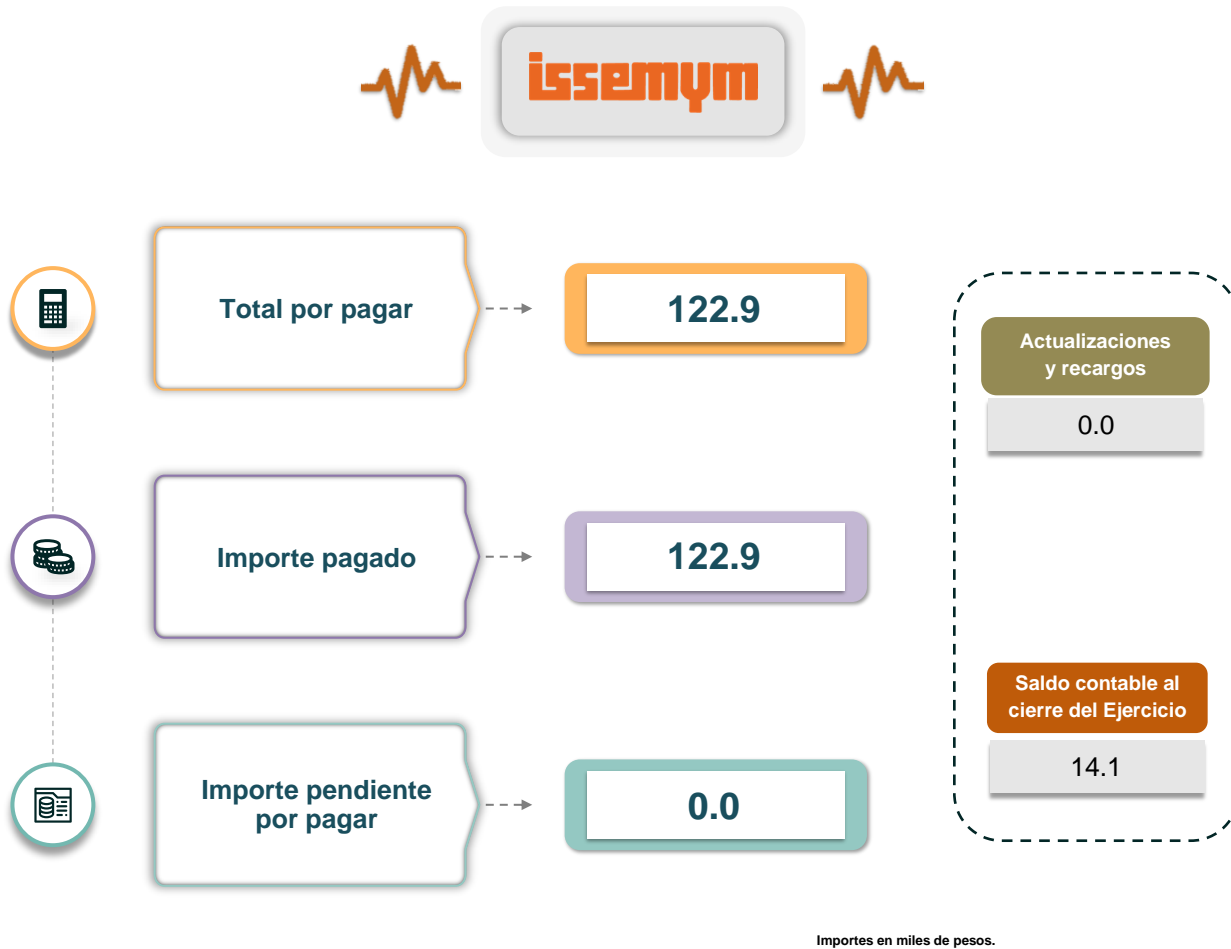 issemym
Total por pagar
122.9
Importe pagado
122.9
Importe pendiente
por pagar
0.0
Actualizaciones
y recargos
0.0
Saldo contable al
cierre del Ejercicio
14.1
Importes en miles de pesos.